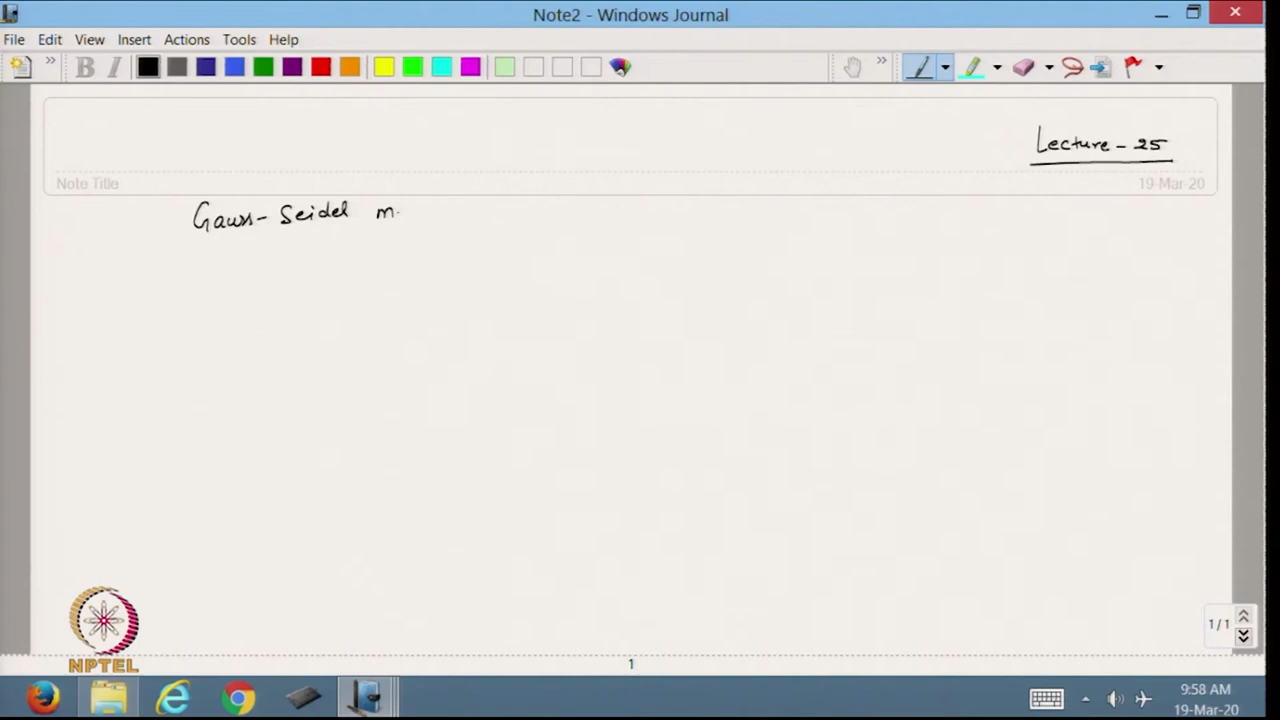 Note2 - Windows Journal
File Edit View Insert Actions Tools Help
B I
Lecture - 25
Note Title
19-Mar-20
Gauss - Seidel m
1 / 1
NPTEL
1
9:58 AM
19-Mar-20